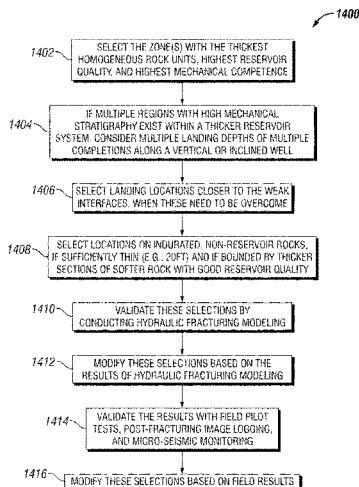 1400
1402
SELECT THE ZONE(S) WITH THE THICKEST
HOMOGENEOUS ROCK UNITS, HIGHEST RESERVOIR
QUALITY, AND HIGHEST MECHANICAL COMPETENCE
1404
IF MULTIPLE REGIONS WITH HIGH MECHANICAL
STRATIGRAPHY EXIST WITHIN A THICKER RESERVOIR
SYSTEM, CONSIDER MULTIPLE LANDING DEPTHS OF MULTIPLE
COMPLETIONS ALONG A VERTICAL OR INCLINED WELL
1406
SELECT LANDING LOCATIONS CLOSER TO THE WEAK
INTERFACES, WHEN THESE NEED TO BE OVERCOME
1408
SELECT LOCATIONS ON INDURATED, NON-RESERVOIR ROCKS,
IF SUFFICIENTLY THIN (E.G., 20FT) AND IF BOUNDED BY THICKER
SECTIONS OF SOFTER ROCK WITH GOOD RESERVOIR QUALITY
1410
VALIDATE THESE SELECTIONS BY
CONDUCTING HYDRAULIC FRACTURING MODELING
1412
MODIFY THESE SELECTIONS BASED ON THE
RESULTS OF HYDRAULIC FRACTURING MODELING
1414
VALIDATE THE RESULTS WITH FIELD PILOT
TESTS, POST-FRACTURING IMAGE LOGGING,
AND MICRO-SEISMIC MONITORING
1416
MODIFY THESE SELECTIONS BASED ON FIELD RESULTS